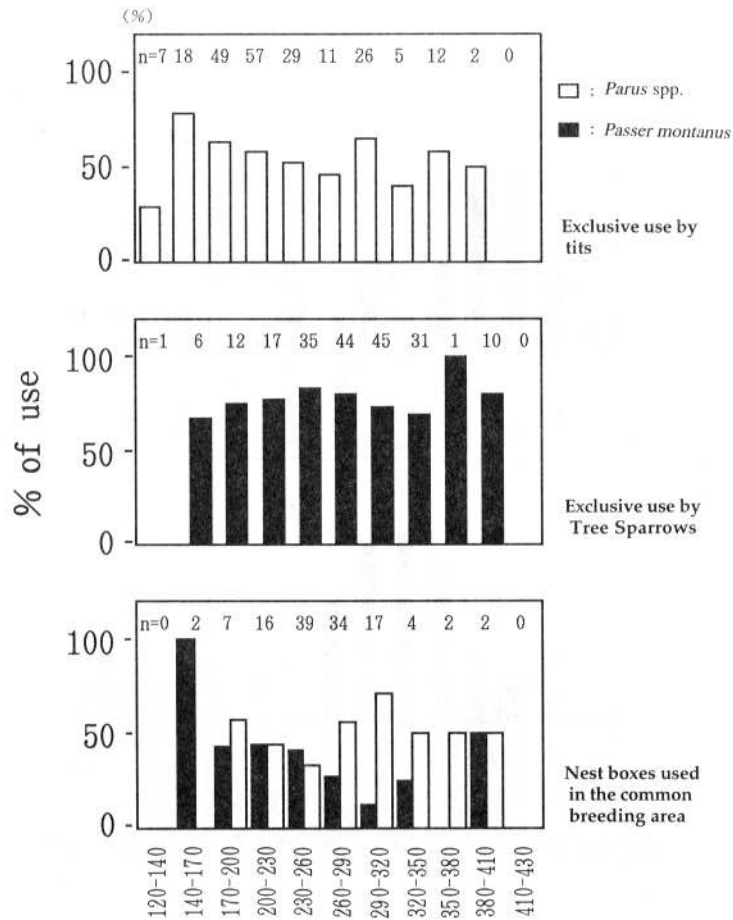 (%)
n=7 18 49 57 29 11 26 5 12 2 0
100
50
0
: Parus spp.
: Passer montanus
Exclusive use by
tits
n=1 6 12 17 35 44 45 31 1 10 0
100
50
0
Exclusive use by
Tree Sparrows
% of use
n=0 2 7 16 39 34 17 4 2 2 0
100
50
0
Nest boxes used
in the common
breeding area
120-140
140-170
170-200
200-230
230-260
260-290
290-320
320-350
350-380
380-410
410-430